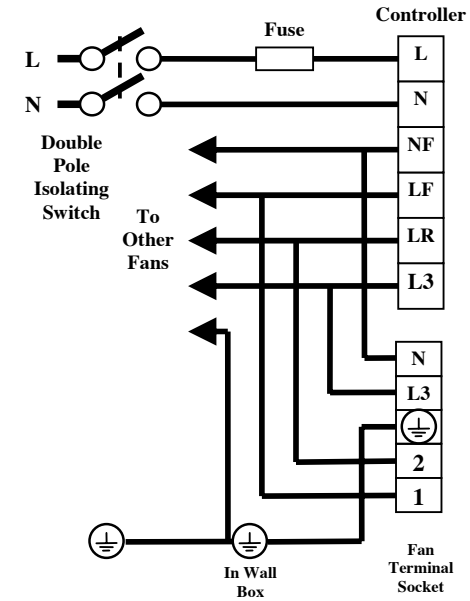 Controller
Fuse
L
L
N
N
Double
Pole
Isolating
Switch
NF
LF
LR
L3
To
Other
Fans
N
L3
2
1
In Wall
Box
Fan
Terminal
Socket